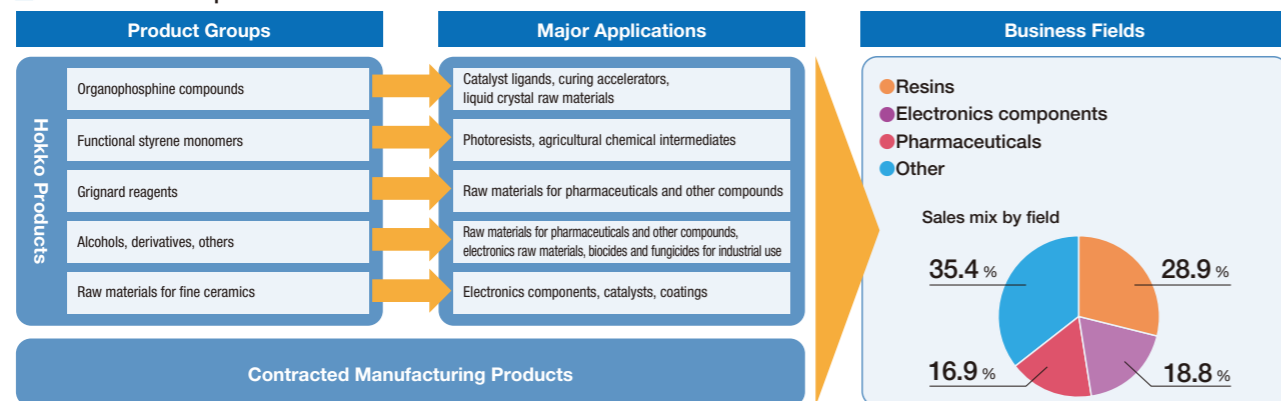 Product Groups
Major Applications
Business Fields
Hokko Products
Organophosphine compounds
Catalyst ligands, curing accelerators,
liquid crystal raw materials
Functional styrene monomers
Photoresists, agricultural chemical intermediates
Grignard reagents
Raw materials for pharmaceuticals and other compounds
Alcohols, derivatives, others
Raw materials for pharmaceuticals and other compounds,
electronics raw materials, biocides and fungicides for industrial use
Raw materials for fine ceramics
Electronics components, catalysts, coatings
Contracted Manufacturing Products
Resins
Electronics components
Pharmaceuticals
Other
Sales mix by field
35.4 %
28.9 %
16.9 %
18.8 %